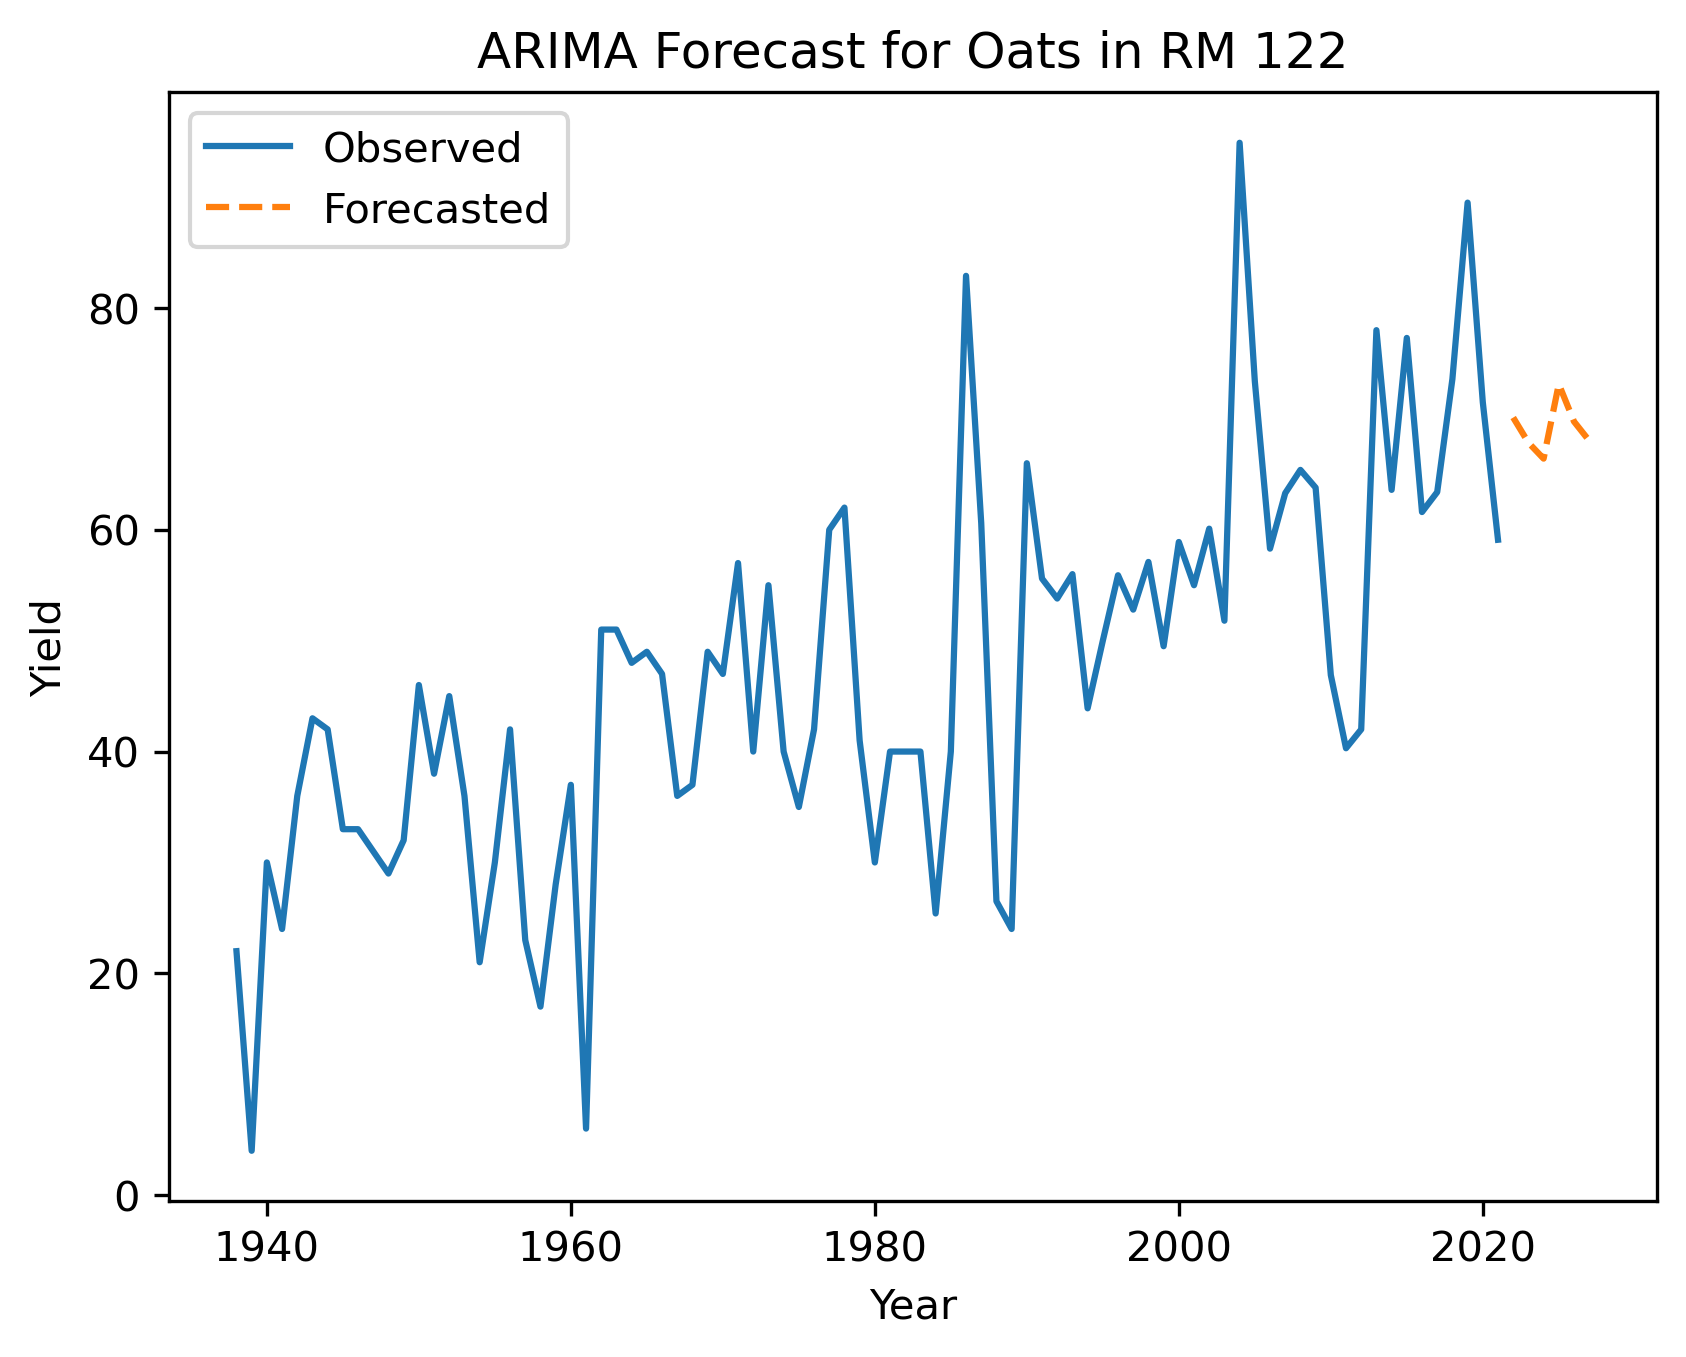 ARIMA Forecast for Oats in RM 122
Observed
Forecasted
80
60
40
20
0
Yield
1940 1960 1980 2000 2020
Year